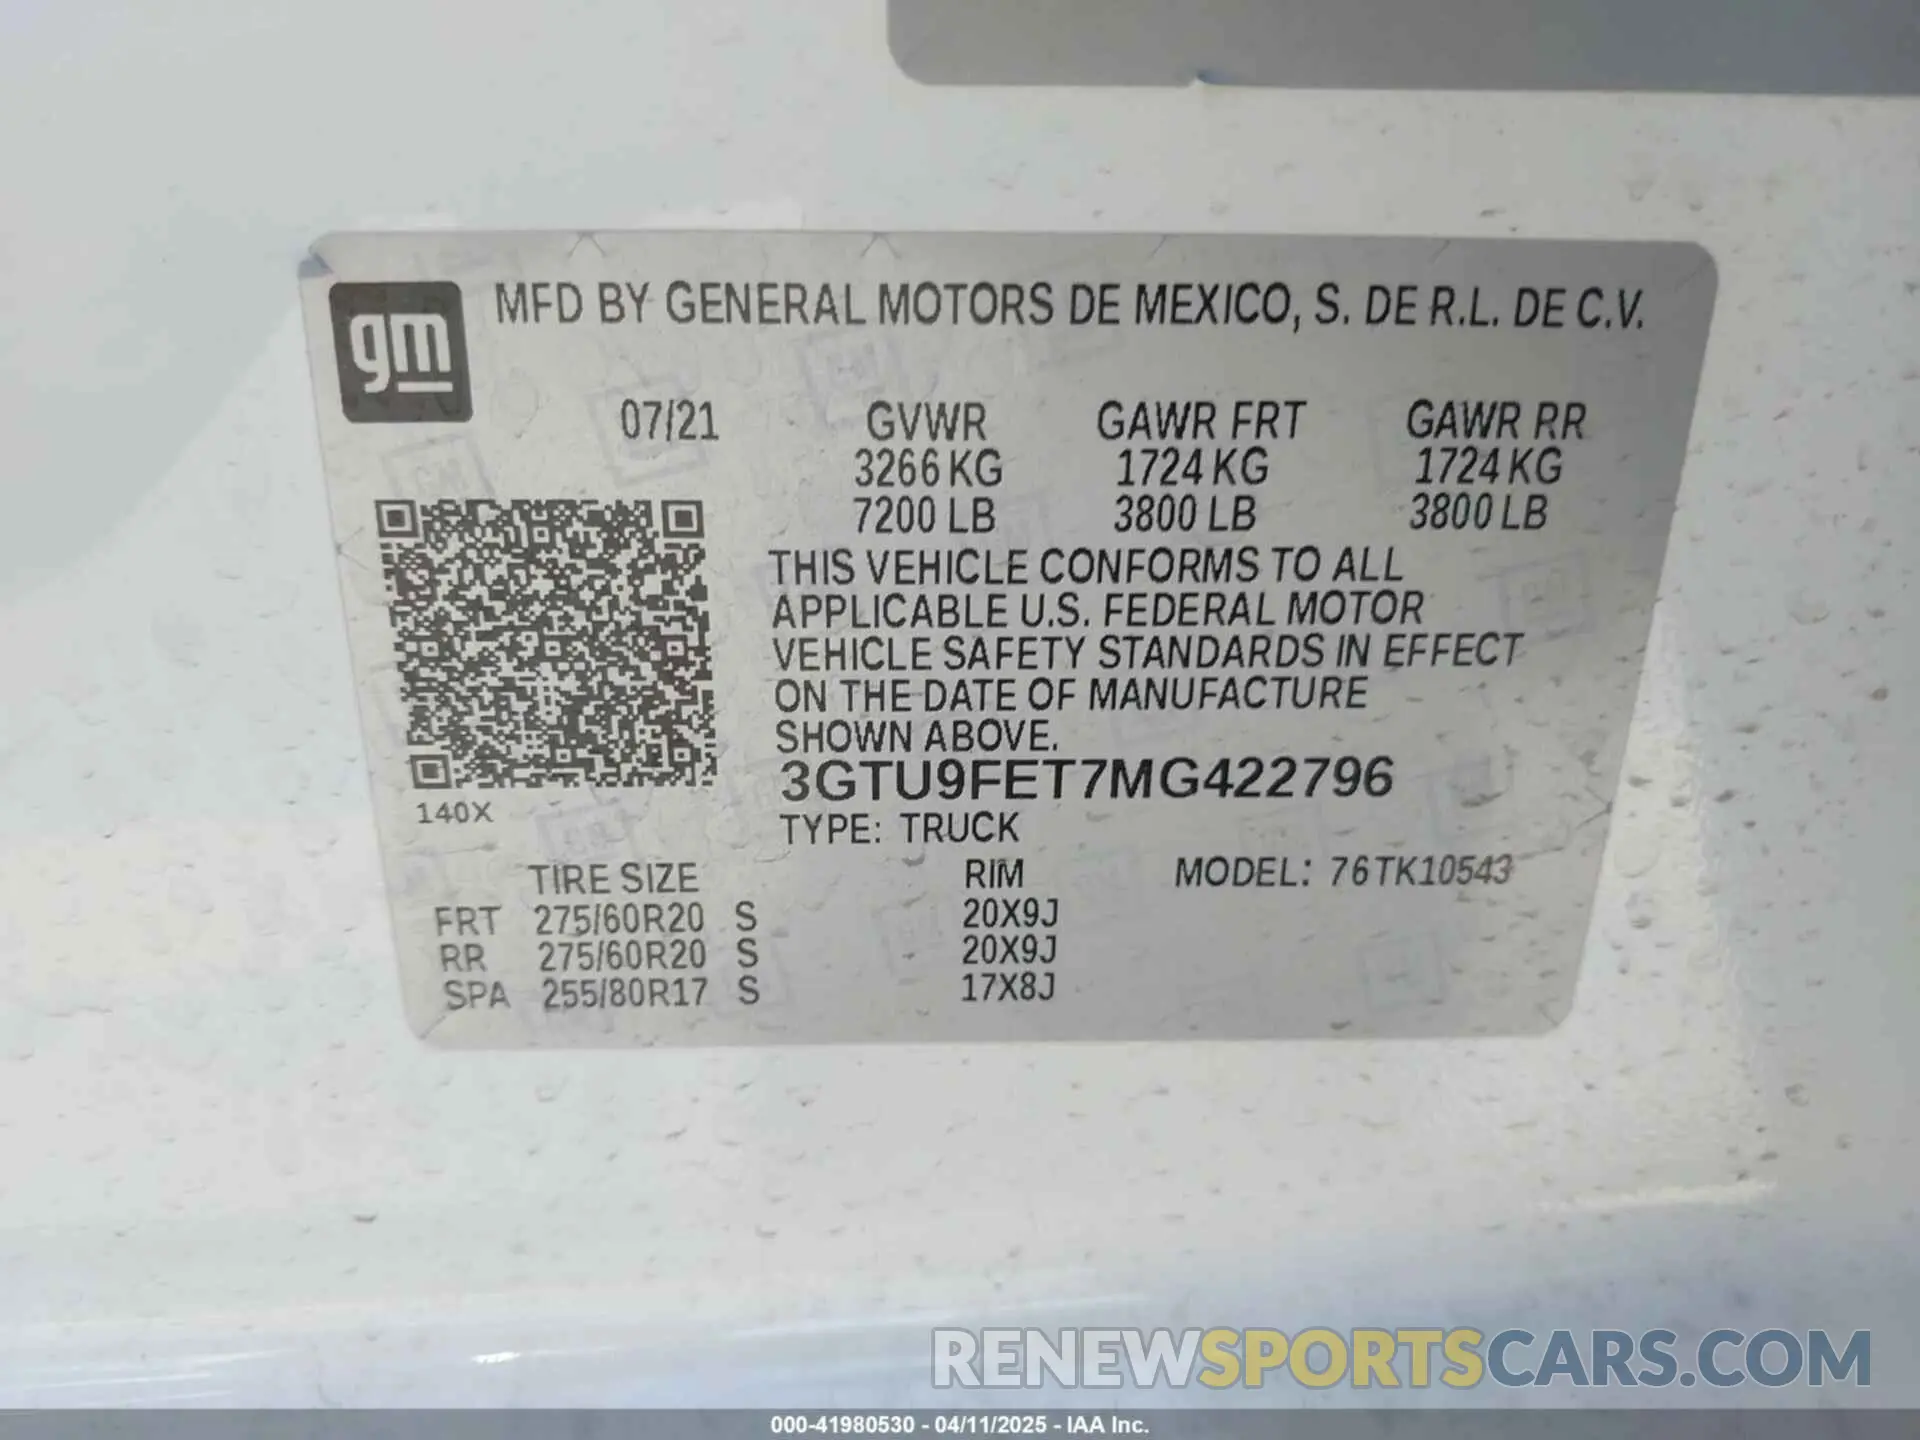 gm
MFD BY GENERAL MOTORS DE MEXICO, S. DE R.L. DE C.V.
07/21 GVWR GAWR FRT GAWR RR
3266 KG 1724 KG 1724 KG
7200 LB 3800 LB 3800 LB
THIS VEHICLE CONFORMS TO ALL
APPLICABLE U.S. FEDERAL MOTOR
VEHICLE SAFETY STANDARDS IN EFFECT
ON THE DATE OF MANUFACTURE
SHOWN ABOVE.
3GTU9FET7MG422796
140X
TYPE: TRUCK
TIRE SIZE RIM MODEL: 76TK10543
FRT 275/60R20 S 20X9J
RR 275/60R20 S 20X9J
SPA 255/80R17 S 17X8J
RENEWSPORTSCARS.COM
000-41980530 - 04/11/2025 - IAA Inc.